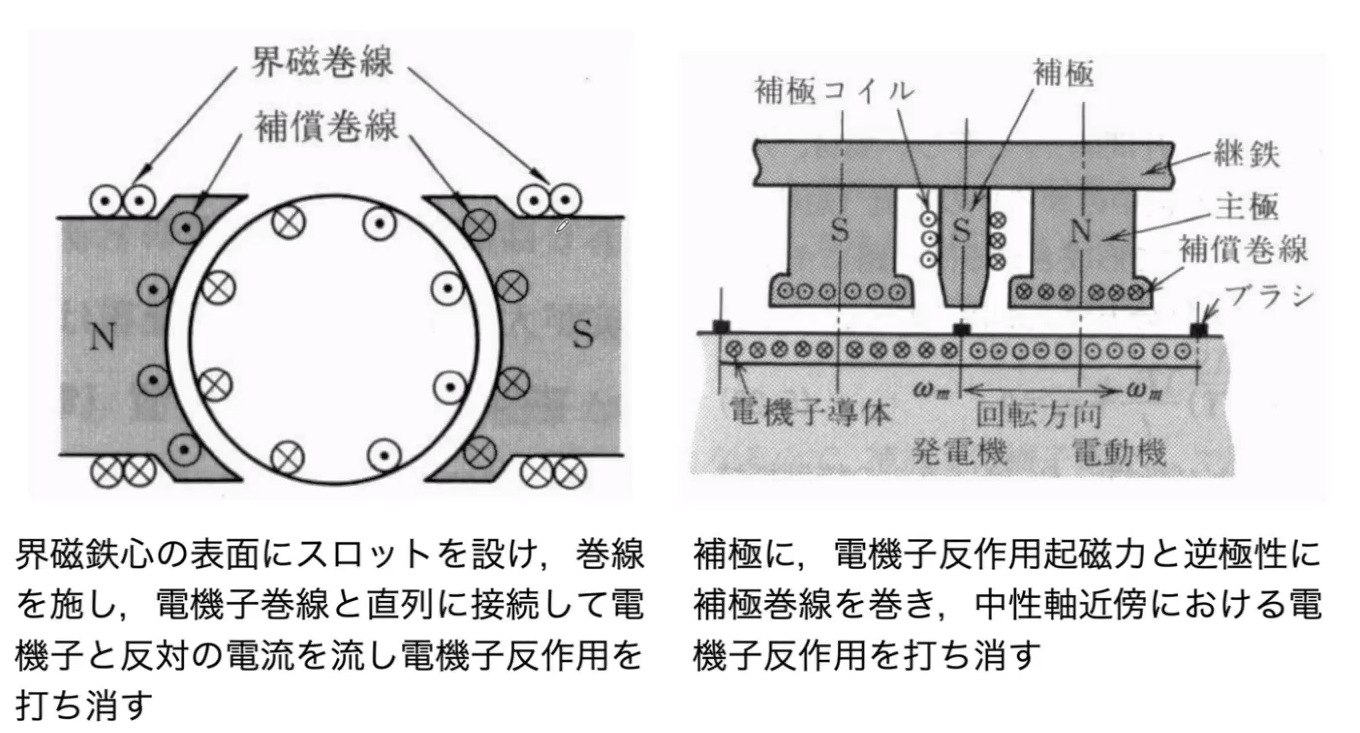 界磁巻線
補償巻線
N
S
補極コイル
補極
継鉄
主極
補償巻線
ブラシ
S
S
N
ωm
ωm
電機子導体
回転方向
発電機
電動機
界磁鉄心の表面にスロットを設け，巻線
を施し，電機子巻線と直列に接続して電
機子と反対の電流を流し電機子反作用を
打ち消す
補極に，電機子反作用起磁力と逆極性に
補極巻線を巻き，中性軸近傍における電
機子反作用を打ち消す